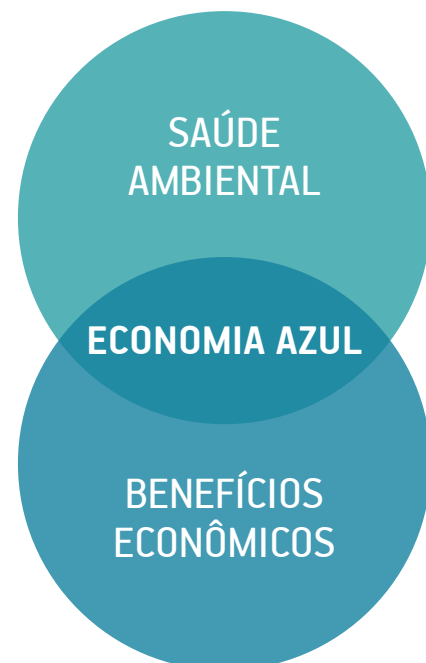 SAÚDE
AMBIENTAL
ECONOMIA AZUL
BENEFÍCIOS
ECONÔMICOS